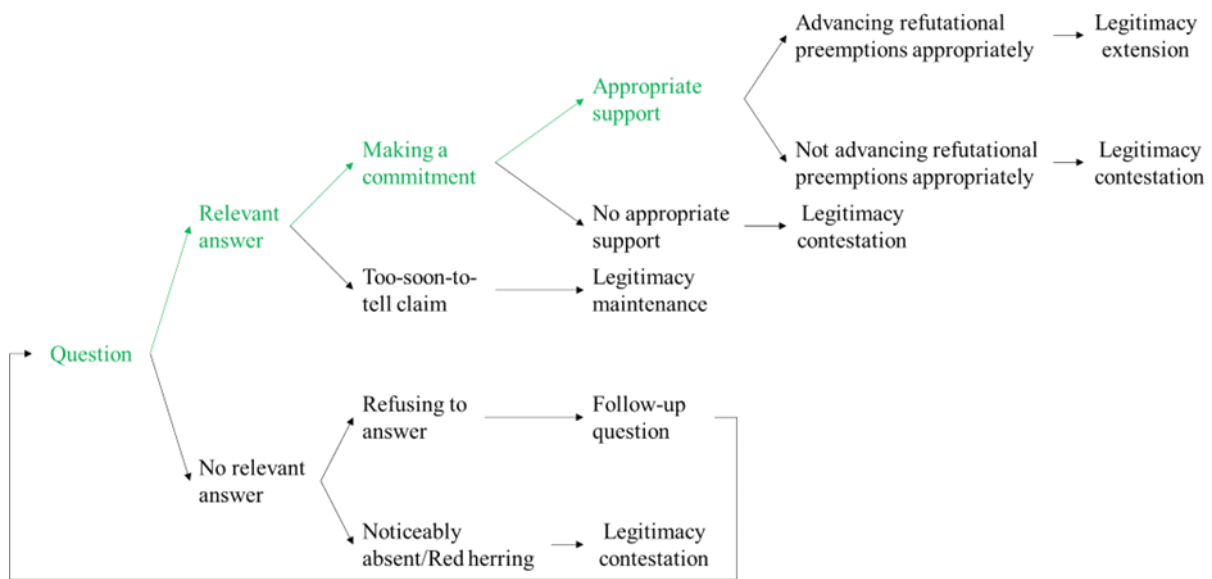 Advancing refutational
preemptions appropriately
Legitimacy
extension
Appropriate
support
Making a
commitment
Not advancing refutational
preemptions appropriately
Legitimacy
contestation
Relevant
answer
No appropriate
support
Legitimacy
contestation
Too-soon-to-
tell claim
Legitimacy
maintenance
Question
Refusing to
answer
Follow-up
question
No relevant
answer
Noticeably
absent/Red herring
Legitimacy
contestation